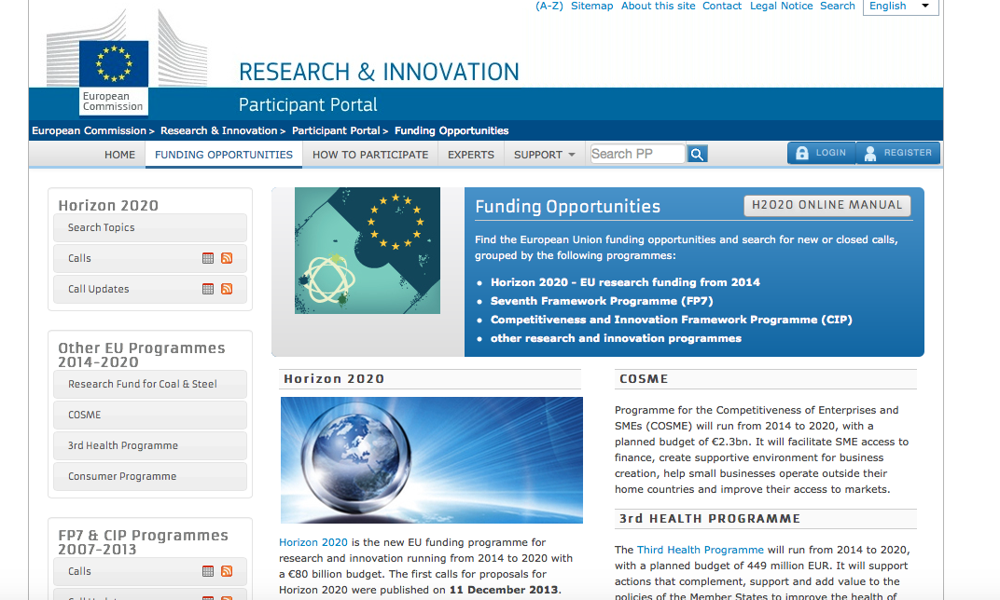 (A-Z) Sitemap About this site Contact Legal Notice Search English
RESEARCH & INNOVATION
European
Commission
Participant Portal
European Commission > Research & Innovation > Participant Portal > Funding Opportunities
HOME FUNDING OPPORTUNITIES HOW TO PARTICIPATE EXPERTS SUPPORT Search PP LOGIN REGISTER
Horizon 2020
Search Topics
Calls
Call Updates
Other EU Programmes
2014-2020
Research Fund for Coal & Steel
COSME
3rd Health Programme
Consumer Programme
FP7 & CIP Programmes
2007-2013
Calls
Funding Opportunities H2020 ONLINE MANUAL
Find the European Union funding opportunities and search for new or closed calls,
grouped by the following programmes:
• Horizon 2020 - EU research funding from 2014
• Seventh Framework Programme (FP7)
• Competitiveness and Innovation Framework Programme (CIP)
• other research and innovation programmes
Horizon 2020
Horizon 2020 is the new EU funding programme for
research and innovation running from 2014 to 2020 with
a €80 billion budget. The first calls for proposals for
Horizon 2020 were published on 11 December 2013.
COSME
Programme for the Competitiveness of Enterprises and
SMEs (COSME) will run from 2014 to 2020, with a
planned budget of €2.3bn. It will facilitate SME access to
finance, create supportive environment for business
creation, help small businesses operate outside their
home countries and improve their access to markets.
3rd HEALTH PROGRAMME
The Third Health Programme will run from 2014 to 2020,
with a planned budget of 449 million EUR. It will support
actions that complement, support and add value to the
policies of the Member States to improve the health of